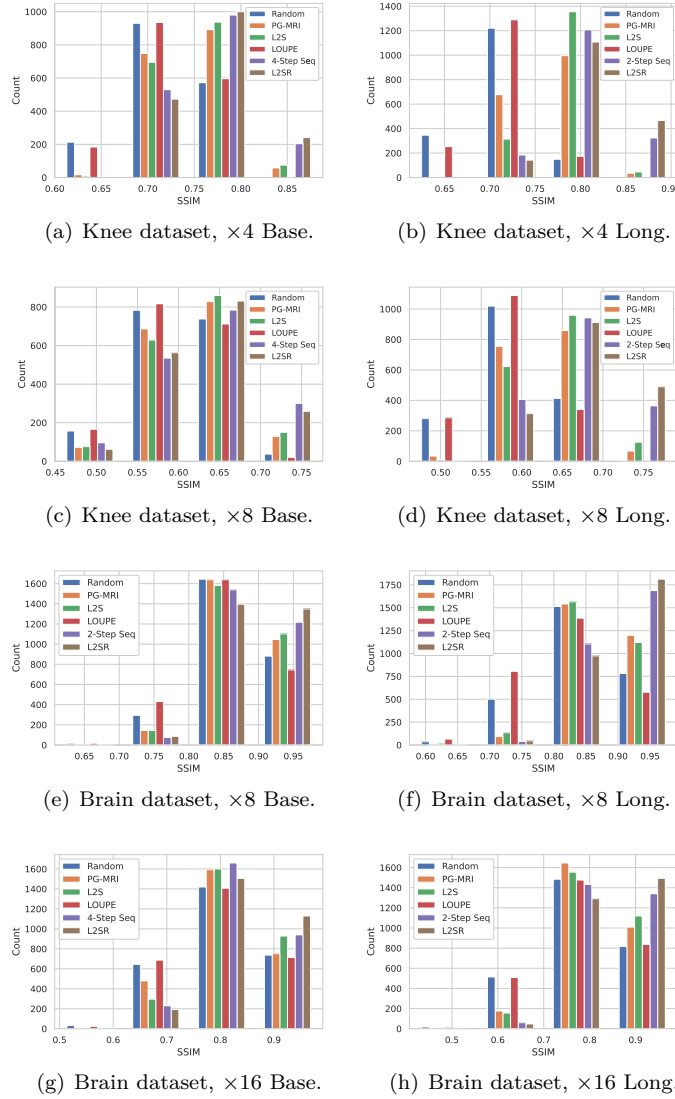 1000
800
600
400
200
0
Count
0.60 0.65 0.70 0.75 0.80 0.85
SSIM
Random
PG-MRI
L2S
LOUPE
4-Step Seq
L2SR
(a) Knee dataset, ×4 Base.
1400
1200
1000
800
600
400
200
0
Count
0.65 0.70 0.75 0.80 0.85 0.9
SSIM
Random
PG-MRI
L2S
LOUPE
2-Step Seq
L2SR
(b) Knee dataset, ×4 Long.
800
600
400
200
0
Count
0.45 0.50 0.55 0.60 0.65 0.70 0.75
SSIM
Random
PG-MRI
L2S
LOUPE
4-Step Seq
L2SR
(c) Knee dataset, ×8 Base.
1000
800
600
400
200
0
Count
0.50 0.55 0.60 0.65 0.70 0.75
SSIM
Random
PG-MRI
L2S
LOUPE
2-Step Seq
L2SR
(d) Knee dataset, ×8 Long.
1600
1400
1200
1000
800
600
400
200
0
Count
0.65 0.70 0.75 0.80 0.85 0.90 0.95
SSIM
Random
PG-MRI
L2S
LOUPE
2-Step Seq
L2SR
(e) Brain dataset, ×8 Base.
1750
1500
1250
1000
750
500
250
0
Count
0.60 0.65 0.70 0.75 0.80 0.85 0.90 0.95
SSIM
Random
PG-MRI
L2S
LOUPE
2-Step Seq
L2SR
(f) Brain dataset, ×8 Long.
1600
1400
1200
1000
800
600
400
200
0
Count
0.5 0.6 0.7 0.8 0.9
SSIM
Random
PG-MRI
L2S
LOUPE
4-Step Seq
L2SR
(g) Brain dataset, ×16 Base.
1600
1400
1200
1000
800
600
400
200
0
Count
0.5 0.6 0.7 0.8 0.9
SSIM
Random
PG-MRI
L2S
LOUPE
2-Step Seq
L2SR
(h) Brain dataset, ×16 Long.